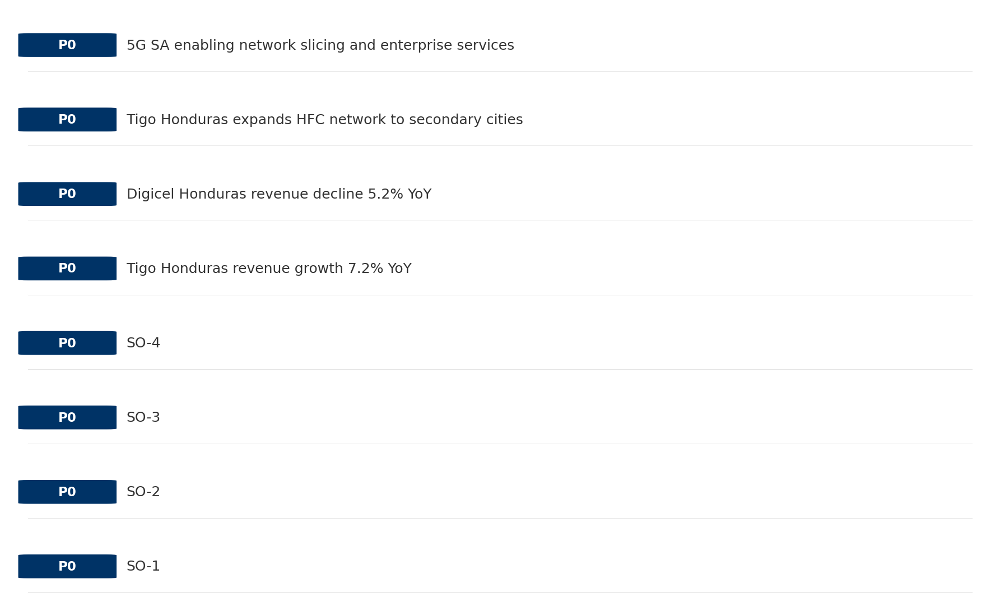 P0 5G SA enabling network slicing and enterprise services
P0 Tigo Honduras expands HFC network to secondary cities
P0 Digicel Honduras revenue decline 5.2% YoY
P0 Tigo Honduras revenue growth 7.2% YoY
P0 SO-4
P0 SO-3
P0 SO-2
P0 SO-1